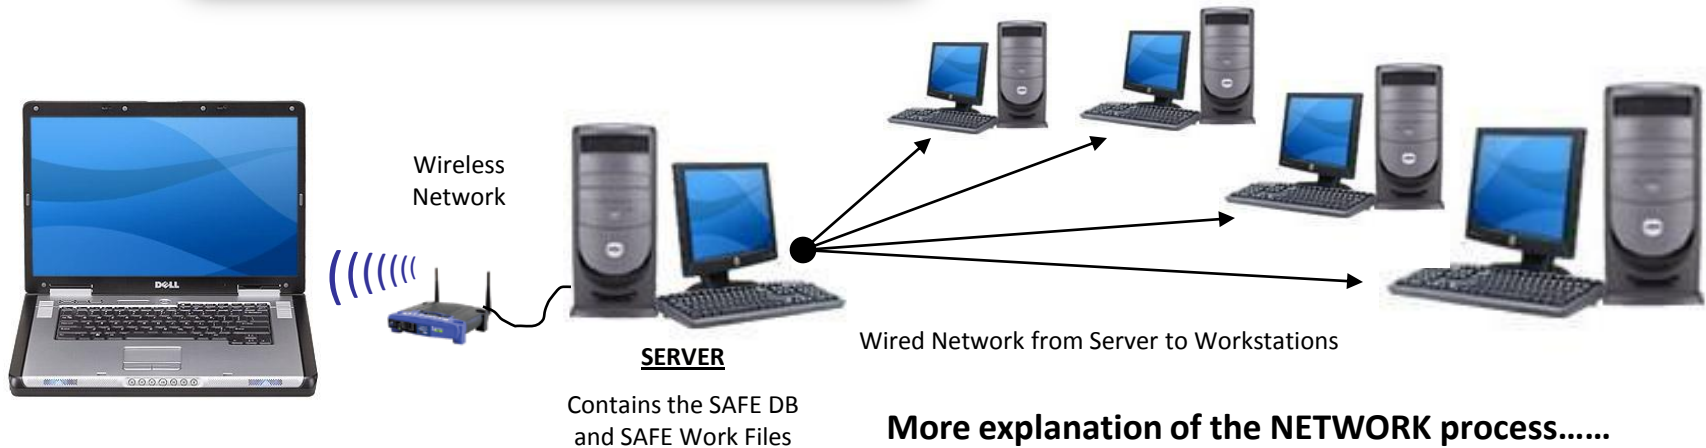 Wireless
Network
DELL
SERVER
Contains the SAFE DB
and SAFE Work Files
Wired Network from Server to Workstations
More explanation of the NETWORK process……